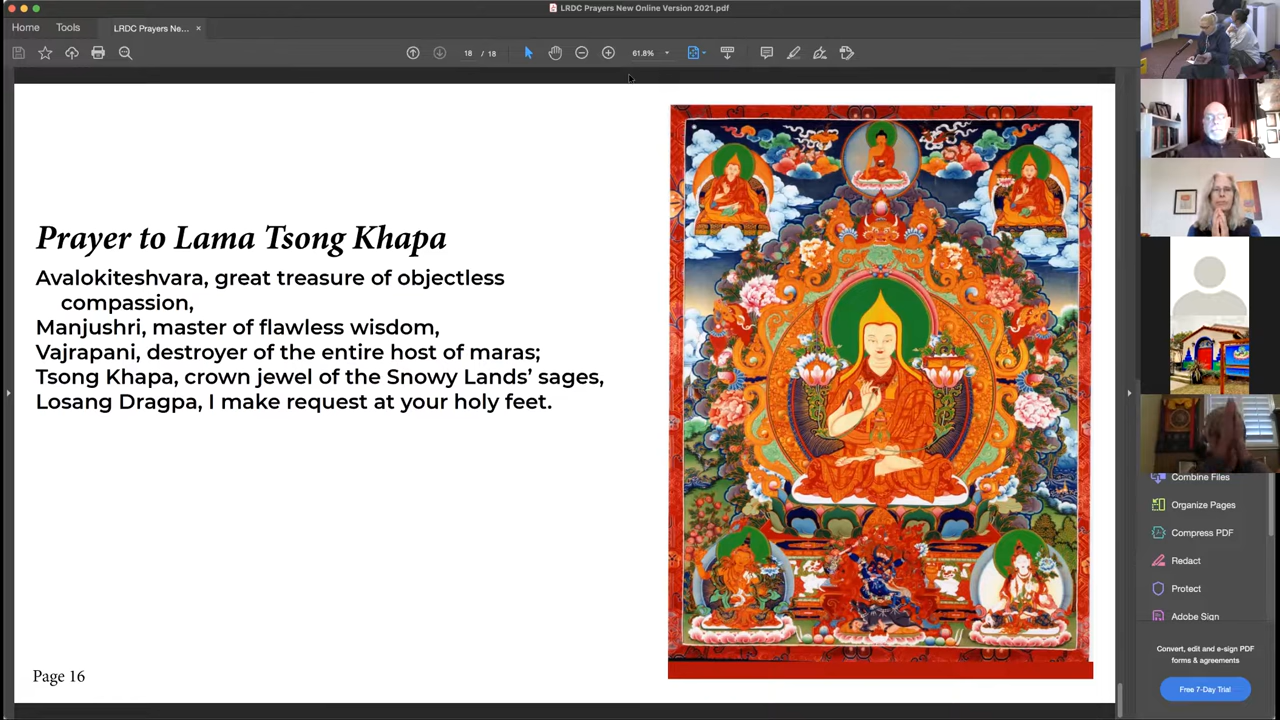 LRDC Prayers New Online Version 2021.pdf
Home
Tools
LRDC Prayers Ne...
18 / 18
61.8%
Prayer to Lama Tsong Khapa
Avalokiteshvara, great treasure of objectless
compassion,
Manjushri, master of flawless wisdom,
Vajrapani, destroyer of the entire host of maras;
Tsong Khapa, crown jewel of the Snowy Lands’ sages,
Losang Dragpa, I make request at your holy feet.
Page 16
Combine Files
Organize Pages
Compress PDF
Redact
Protect
Adobe Sign
Convert, edit and e-sign PDF
forms & agreements
Free 7-Day Trial